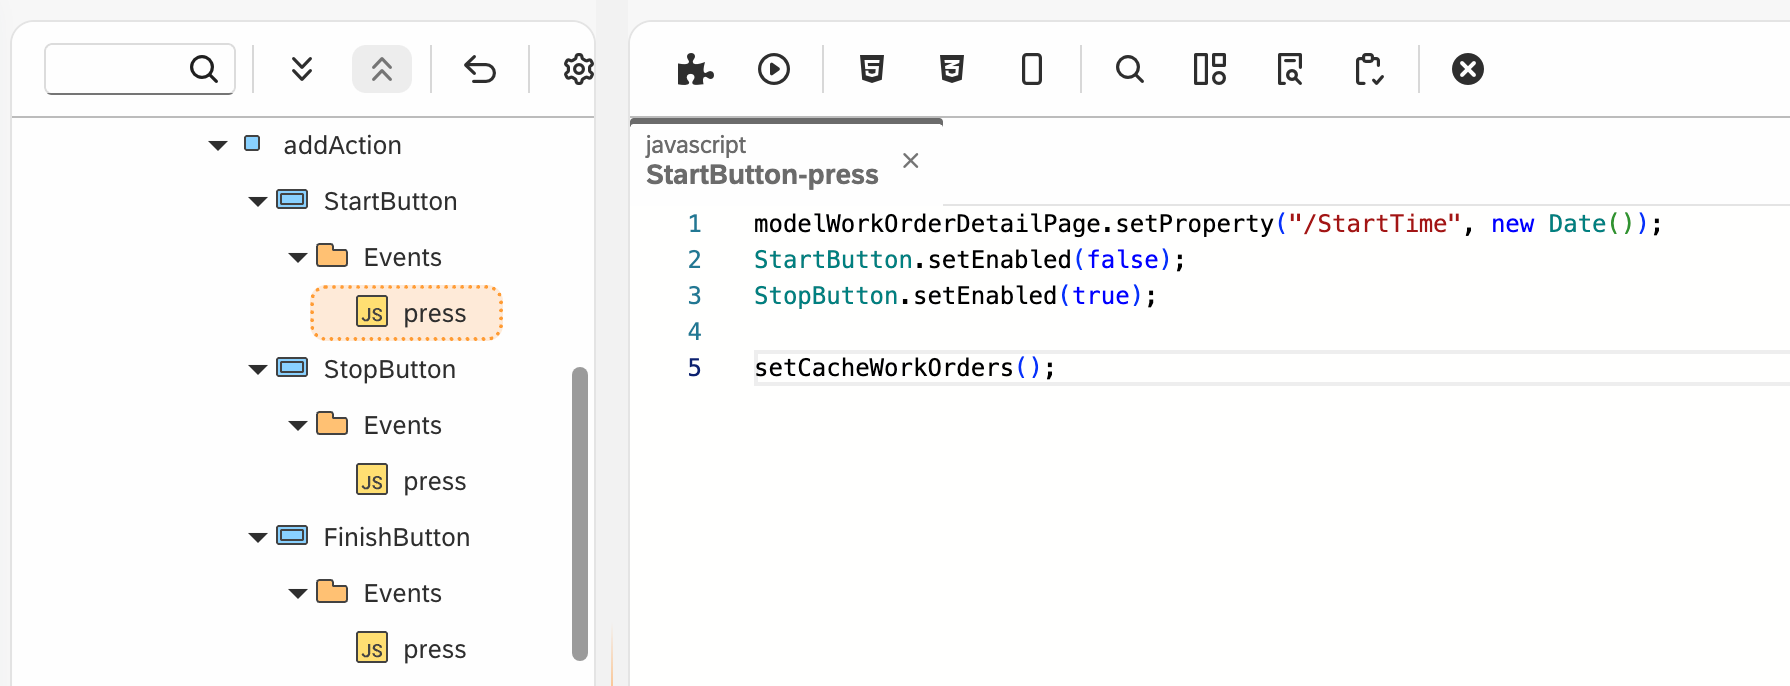 addAction
StartButton
Events
JS press
StopButton
Events
JS press
FinishButton
Events
JS press
javascript
StartButton-press
1 modelWorkOrderDetailPage.setProperty("/StartTime", new Date());
2 StartButton.setEnabled(false);
3 StopButton.setEnabled(true);
4
5 setCacheWorkOrders();